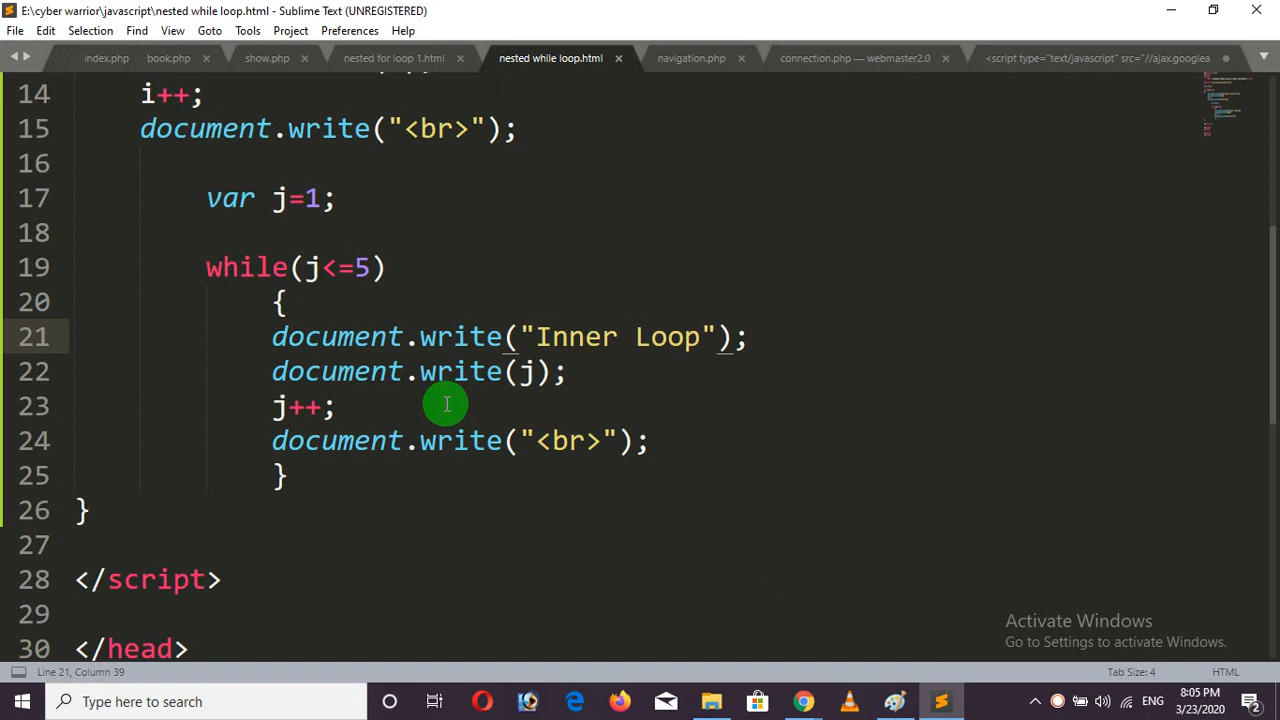 E:\cyber warrior\javascript\nested while loop.html - Sublime Text (UNREGISTERED)
File Edit Selection Find View Goto Tools Project Preferences Help
index.php book.php show.php nested for loop 1.html nested while loop.html navigation.php connection.php — webmaster2.0 <script type="text/javascript" src="//ajax.googlea
14 i++;
15 document.write("<br>");
16
17 var j=1;
18
19 while(j<=5)
20 {
21 document.write("Inner Loop");
22 document.write(j);
23 j++;
24 document.write("<br>");
25 }
26 }
27
28 </script>
29
30 </head>
Activate Windows
Go to Settings to activate Windows.
Line 21, Column 39 Tab Size: 4 HTML
Type here to search
ENG
8:05 PM
3/23/2020
2